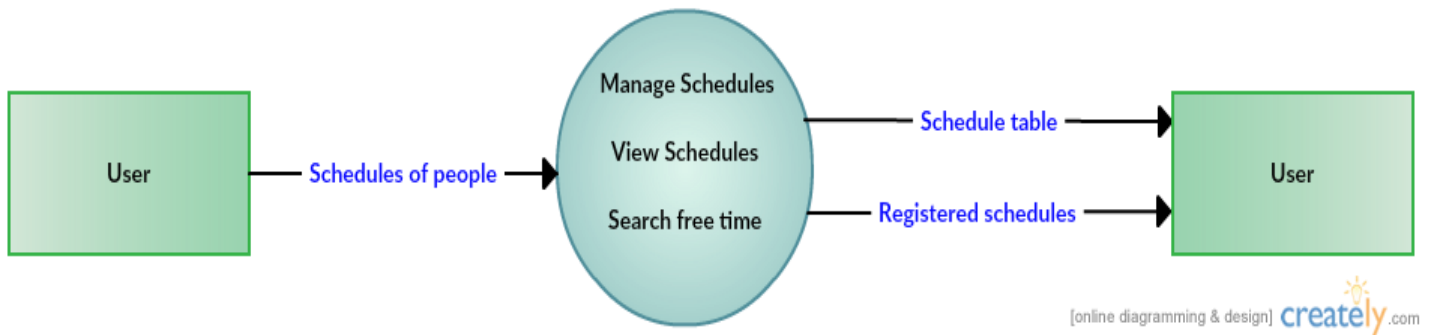 User
Schedules of people
Manage Schedules
View Schedules
Search free time
Schedule table
Registered schedules
User
[online diagramming & design] creately.com